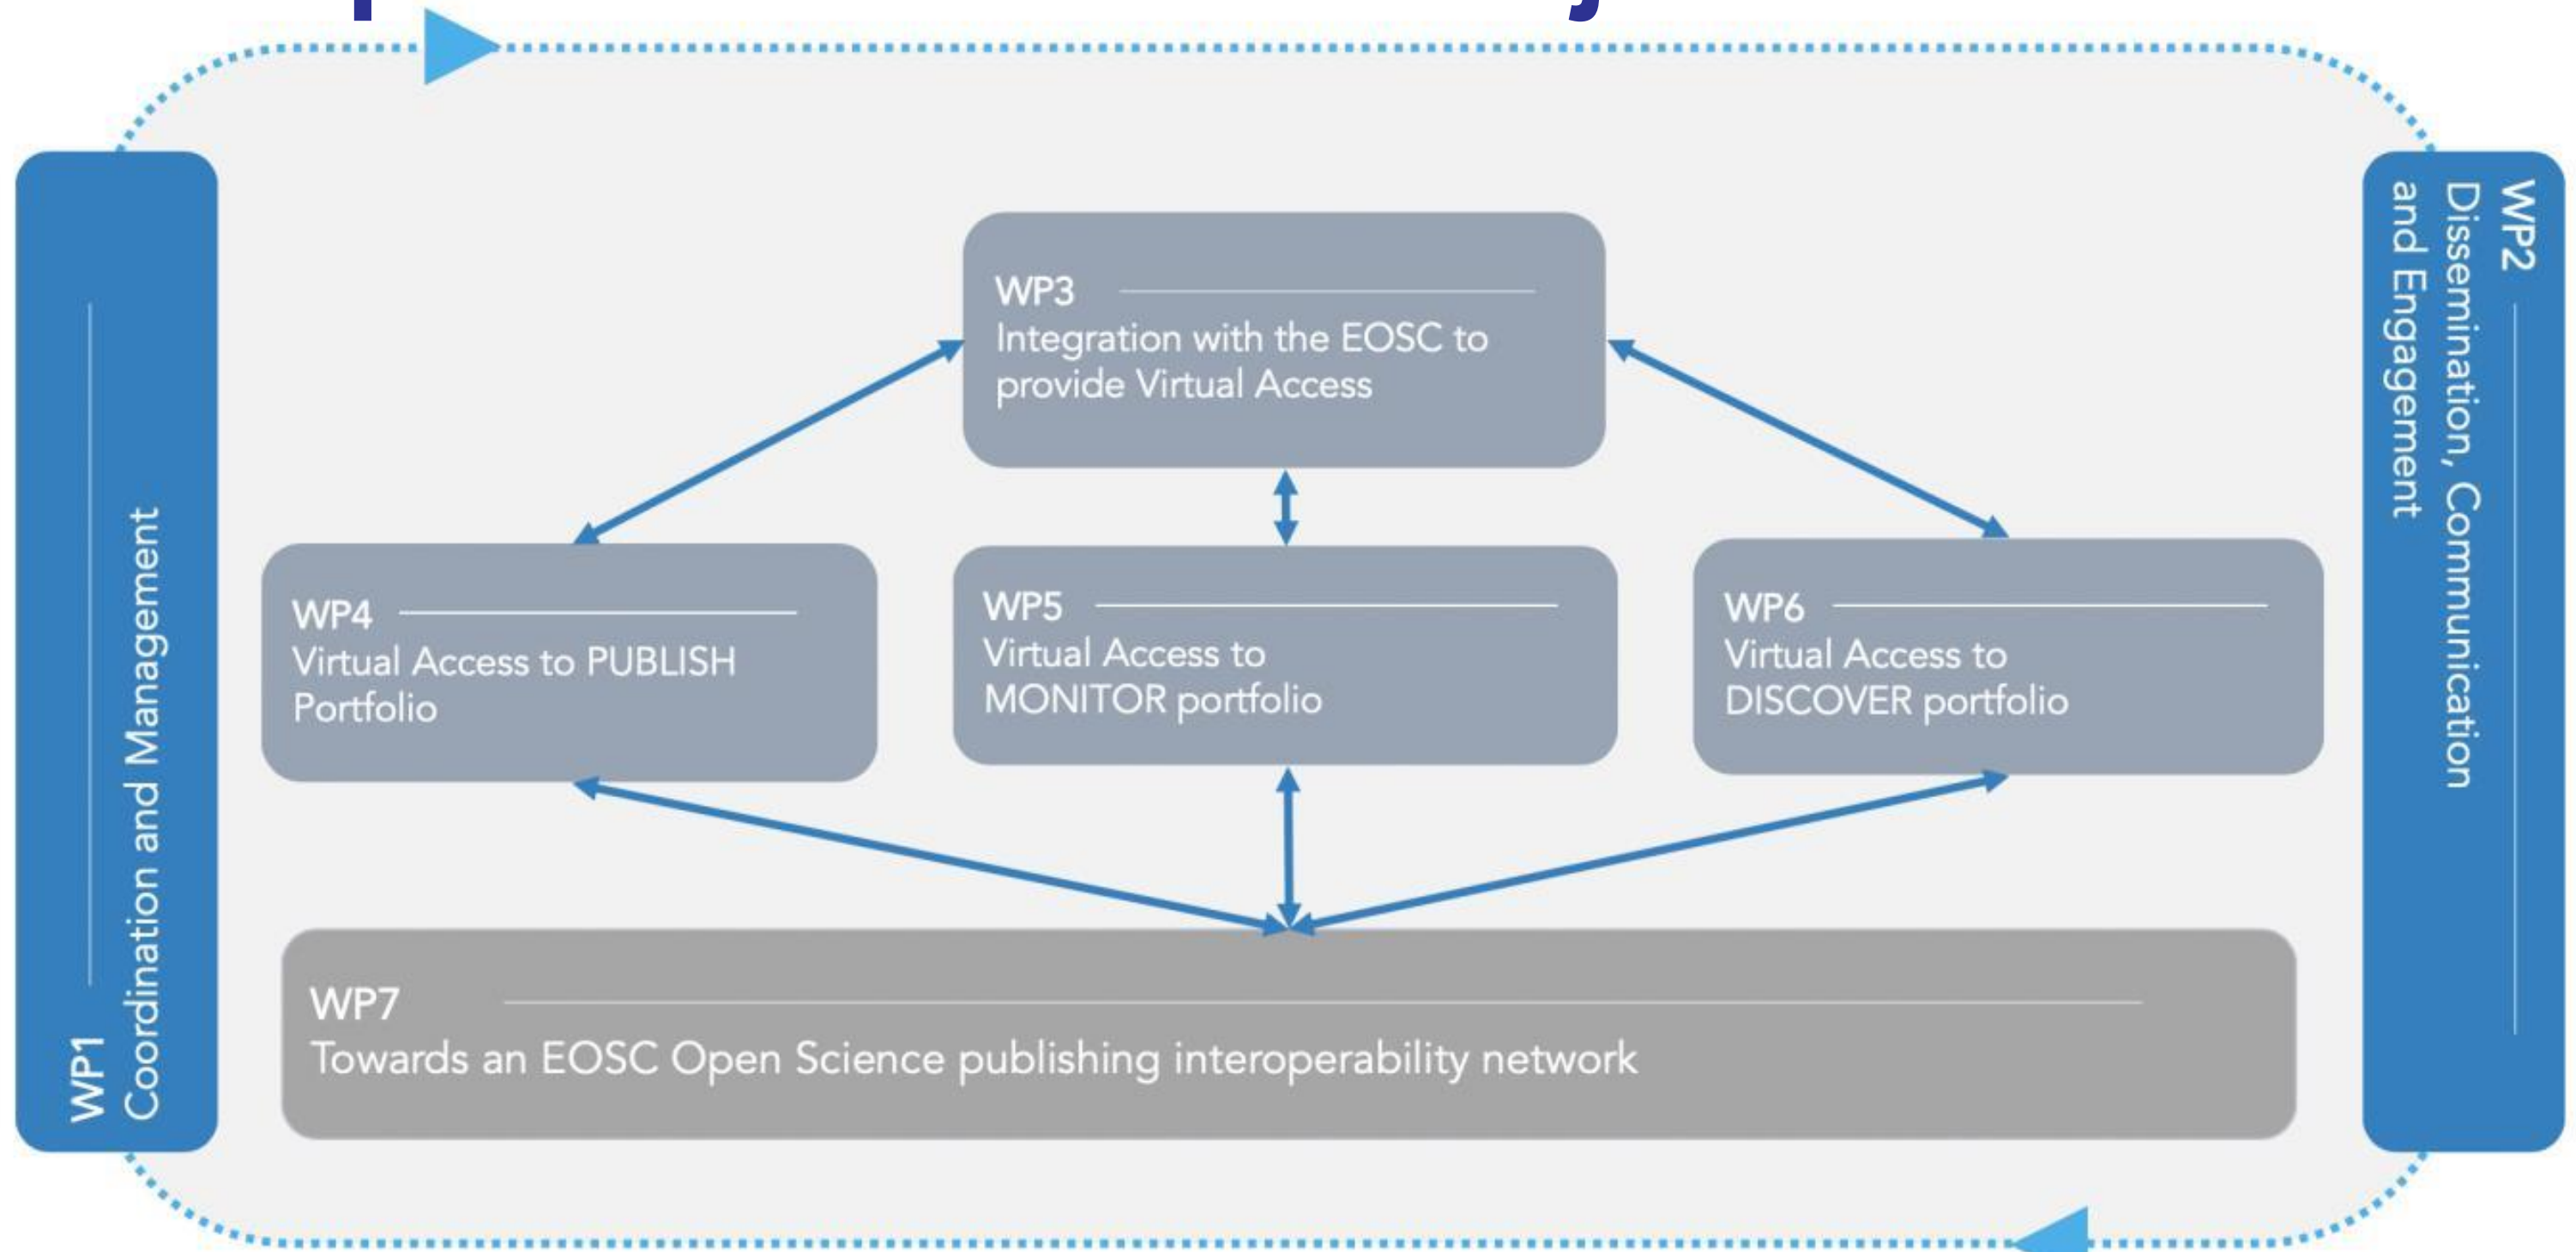 WP1
Coordination and Management
WP3
Integration with the EOSC to
provide Virtual Access
WP4
Virtual Access to PUBLISH
Portfolio
WP5
Virtual Access to
MONITOR portfolio
WP6
Virtual Access to
DISCOVER portfolio
WP7
Towards an EOSC Open Science publishing interoperability network
WP2
Dissemination, Communication
and Engagement